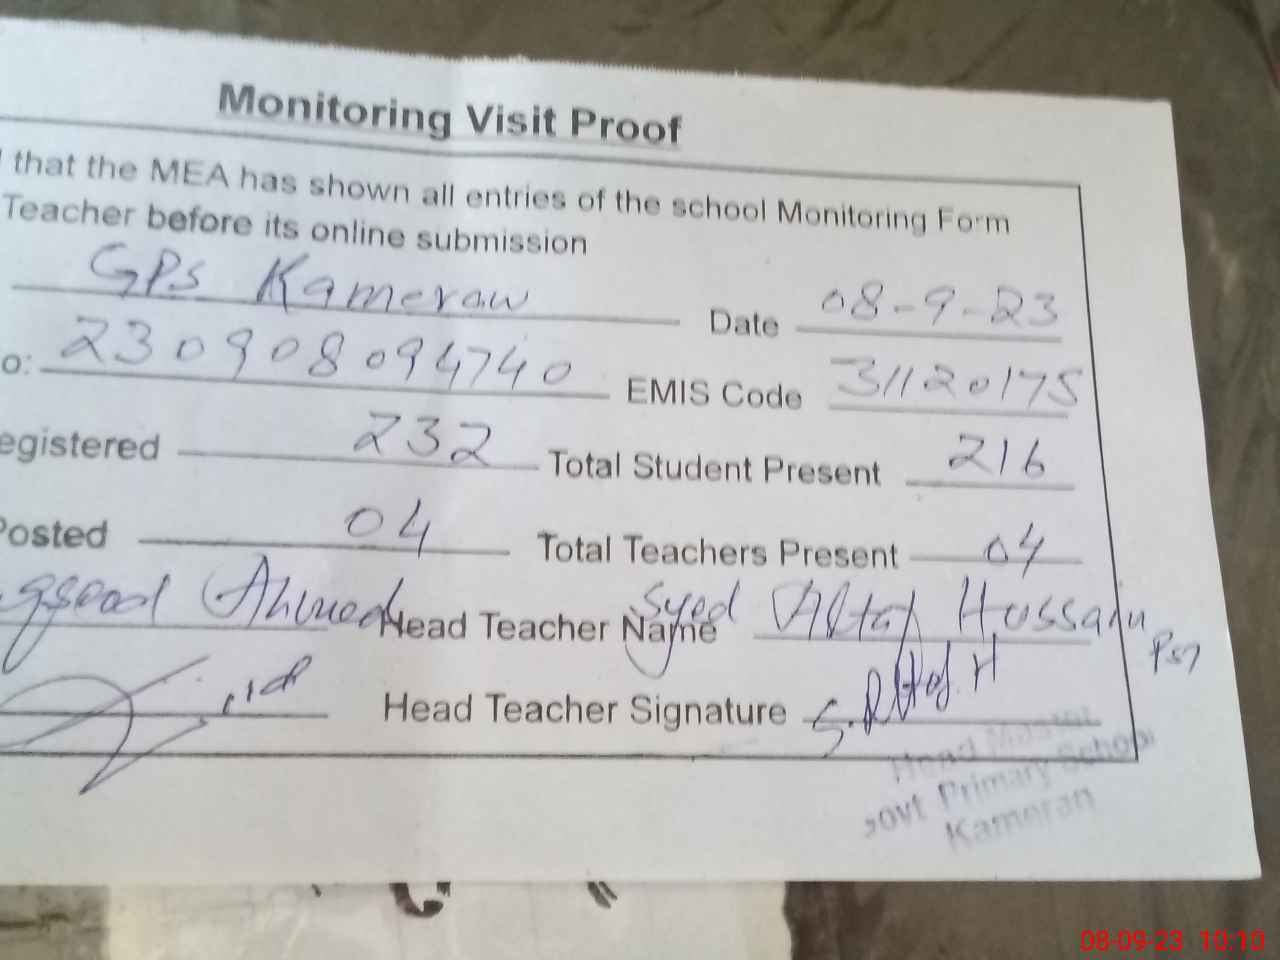 Monitoring Visit Proof
that the MEA has shown all entries of the school Monitoring Form
Teacher before its online submission
GPS Kameraw Date 08-9-23
o: 230908094740 EMIS Code 31120175
egistered 232 Total Student Present 216
Posted 04 Total Teachers Present 04
Ahmed Head Teacher Name Syed Altaf Hussain
PST
Head Teacher Signature S. Altaf. H
Head Master
Govt Primary School
Kameran
08-09-23 10:10